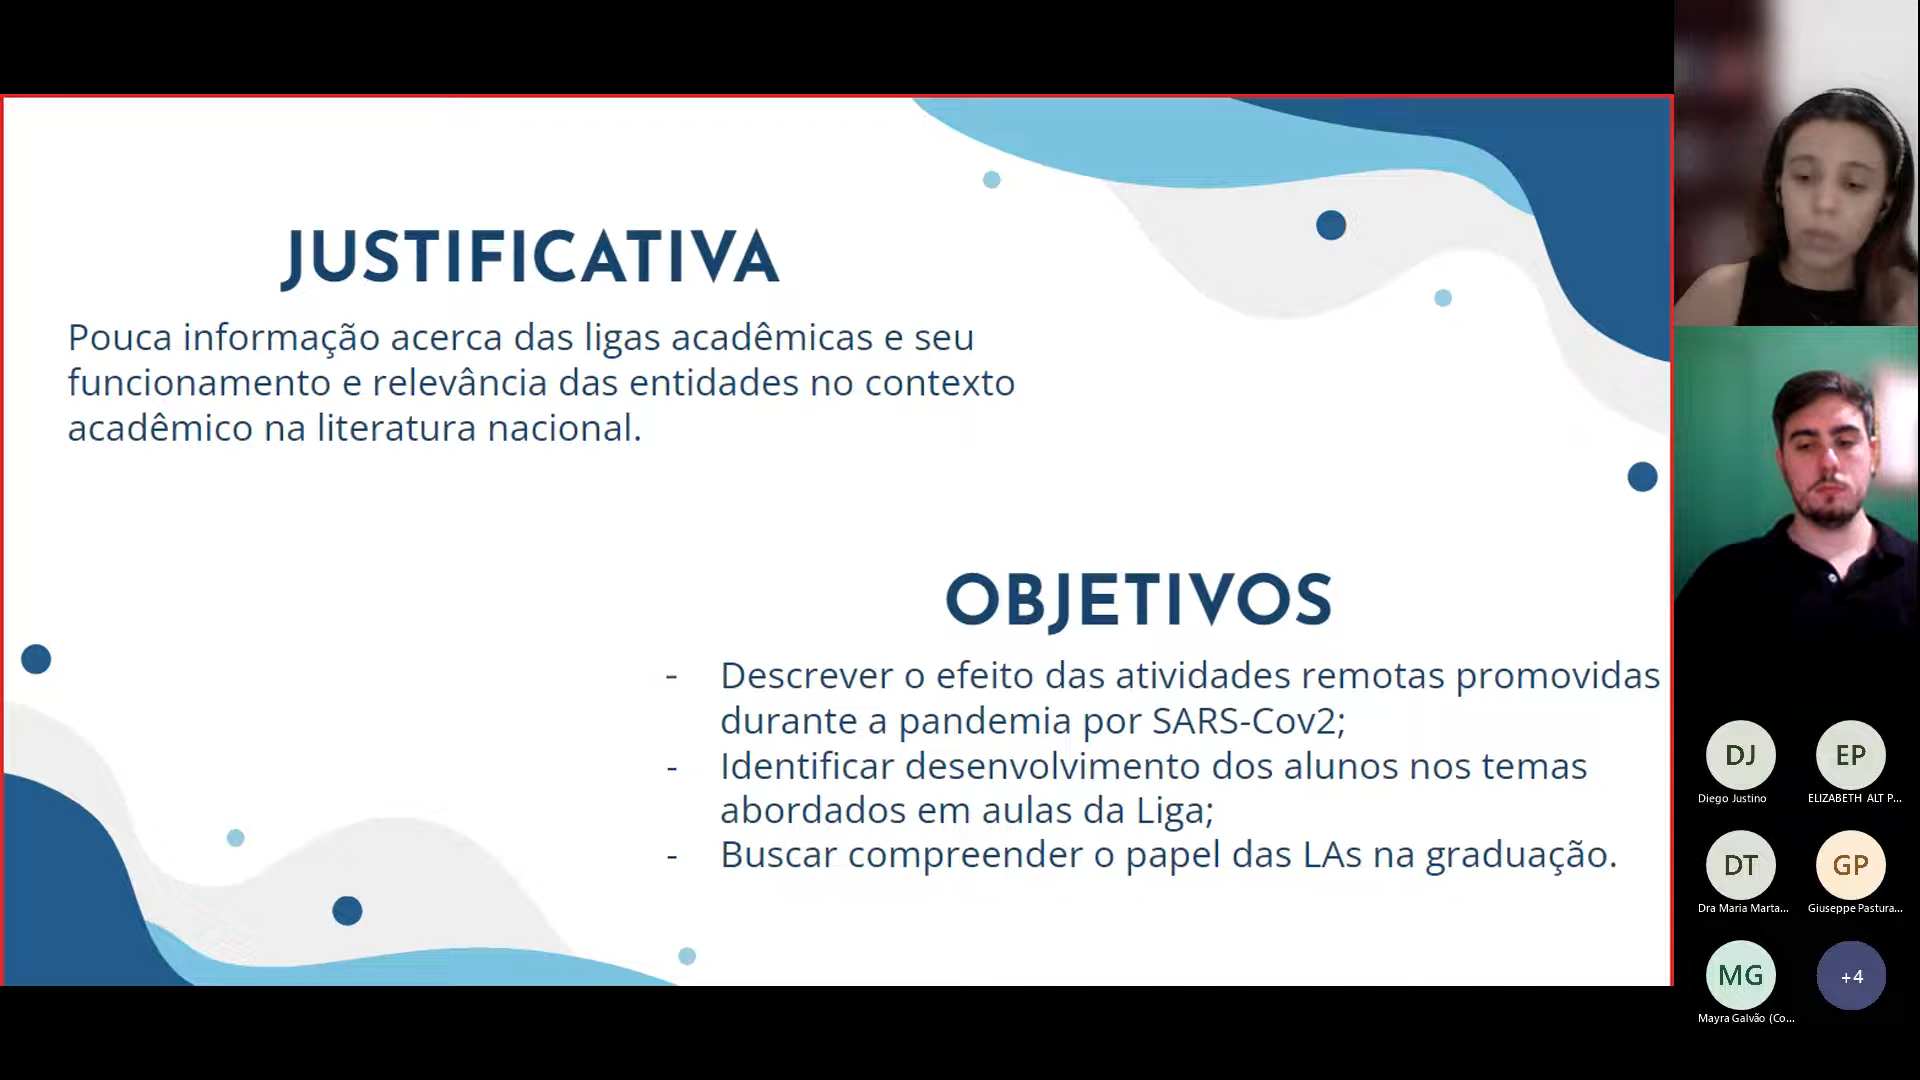 JUSTIFICATIVA
Pouca informação acerca das ligas acadêmicas e seu
funcionamento e relevância das entidades no contexto
acadêmico na literatura nacional.
OBJETIVOS
- Descrever o efeito das atividades remotas promovidas
durante a pandemia por SARS-Cov2;
- Identificar desenvolvimento dos alunos nos temas
abordados em aulas da Liga;
- Buscar compreender o papel das LAs na graduação.
DJ
Diego Justino
EP
ELIZABETH ALT P...
DT
Dra Maria Marta...
GP
Giuseppe Pastura...
MG
Mayra Galvão (Co...
+4